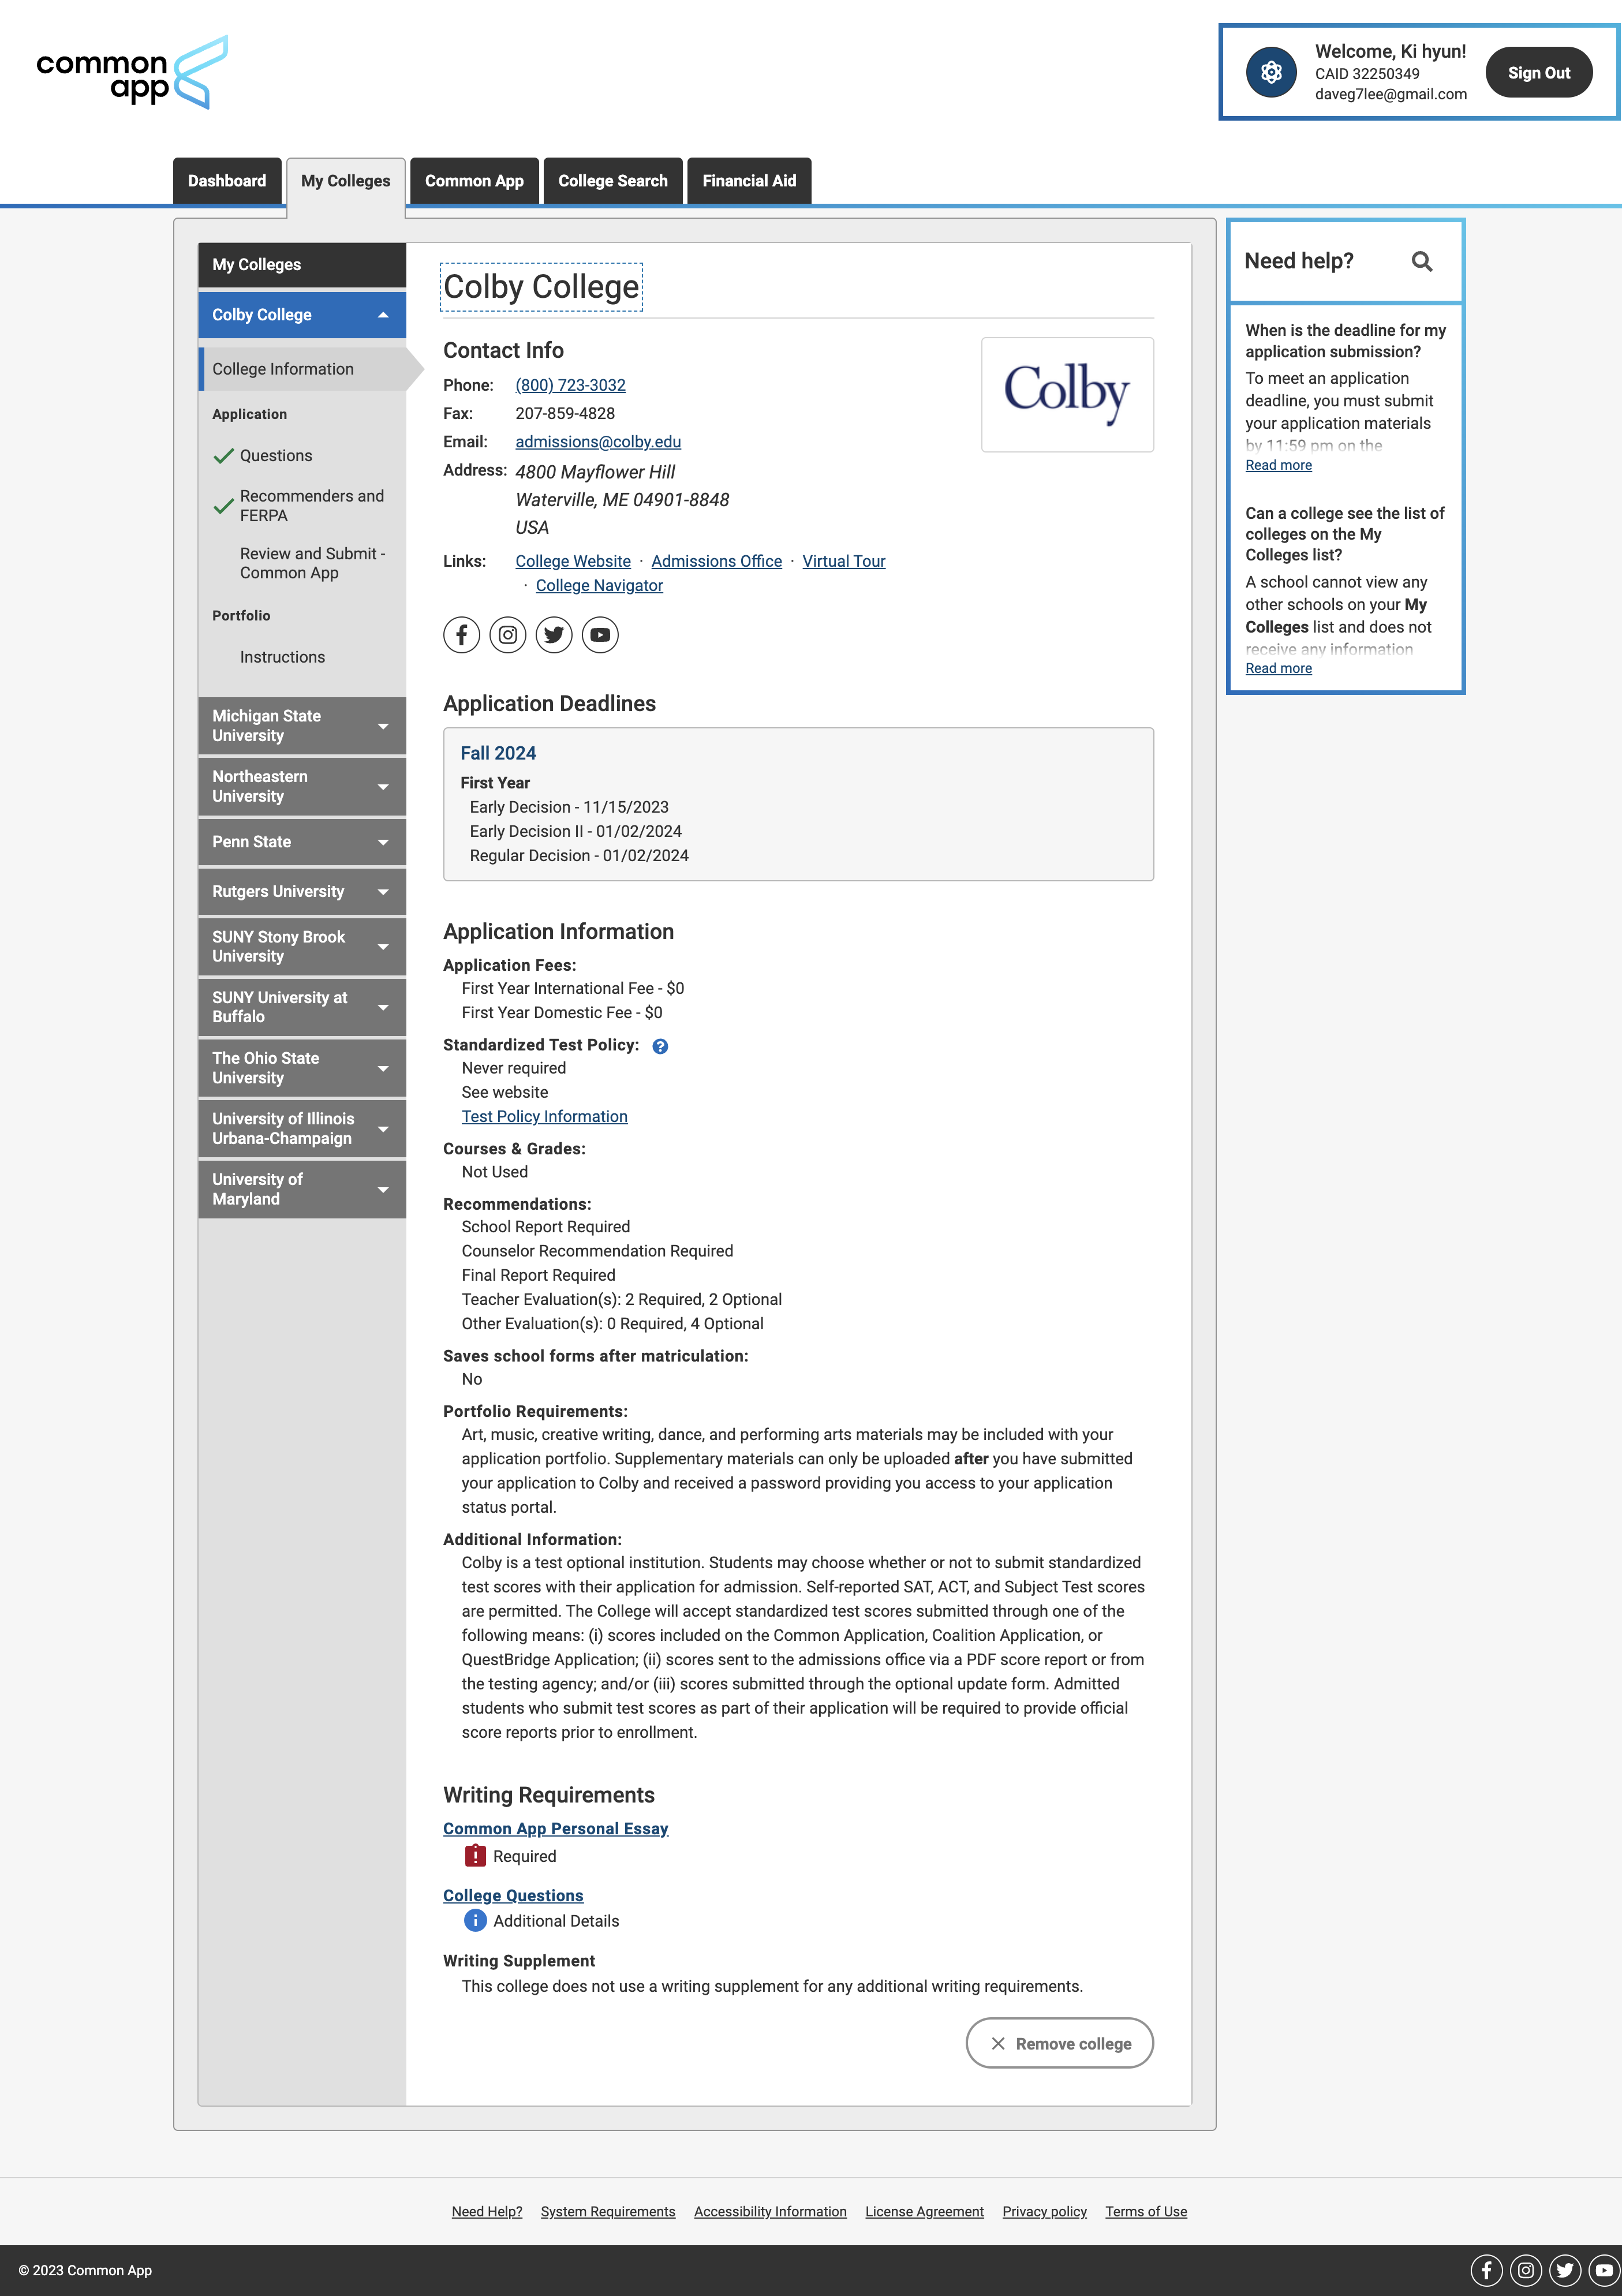 common
app
Welcome, Ki hyun!
CAID 32250349
daveg7lee@gmail.com
Sign Out
Dashboard
My Colleges
Common App
College Search
Financial Aid
My Colleges
Colby College
College Information
Application
Questions
Recommenders and
FERPA
Review and Submit -
Common App
Portfolio
Instructions
Michigan State
University
Northeastern
University
Penn State
Rutgers University
SUNY Stony Brook
University
SUNY University at
Buffalo
The Ohio State
University
University of Illinois
Urbana-Champaign
University of
Maryland
Colby College
Contact Info
Phone: (800) 723-3032
Fax: 207-859-4828
Email: admissions@colby.edu
Address: 4800 Mayflower Hill
Waterville, ME 04901-8848
USA
Links: College Website · Admissions Office · Virtual Tour
· College Navigator
Colby
Application Deadlines
Fall 2024
First Year
Early Decision - 11/15/2023
Early Decision II - 01/02/2024
Regular Decision - 01/02/2024
Application Information
Application Fees:
First Year International Fee - $0
First Year Domestic Fee - $0
Standardized Test Policy: ?
Never required
See website
Test Policy Information
Courses & Grades:
Not Used
Recommendations:
School Report Required
Counselor Recommendation Required
Final Report Required
Teacher Evaluation(s): 2 Required, 2 Optional
Other Evaluation(s): 0 Required, 4 Optional
Saves school forms after matriculation:
No
Portfolio Requirements:
Art, music, creative writing, dance, and performing arts materials may be included with your
application portfolio. Supplementary materials can only be uploaded after you have submitted
your application to Colby and received a password providing you access to your application
status portal.
Additional Information:
Colby is a test optional institution. Students may choose whether or not to submit standardized
test scores with their application for admission. Self-reported SAT, ACT, and Subject Test scores
are permitted. The College will accept standardized test scores submitted through one of the
following means: (i) scores included on the Common Application, Coalition Application, or
QuestBridge Application; (ii) scores sent to the admissions office via a PDF score report or from
the testing agency; and/or (iii) scores submitted through the optional update form. Admitted
students who submit test scores as part of their application will be required to provide official
score reports prior to enrollment.
Writing Requirements
Common App Personal Essay
Required
College Questions
Additional Details
Writing Supplement
This college does not use a writing supplement for any additional writing requirements.
Remove college
Need help?
When is the deadline for my
application submission?
To meet an application
deadline, you must submit
your application materials
by 11:59 pm on the
Read more
Can a college see the list of
colleges on the My
Colleges list?
A school cannot view any
other schools on your My
Colleges list and does not
receive any information
Read more
Need Help? System Requirements Accessibility Information License Agreement Privacy policy Terms of Use
© 2023 Common App